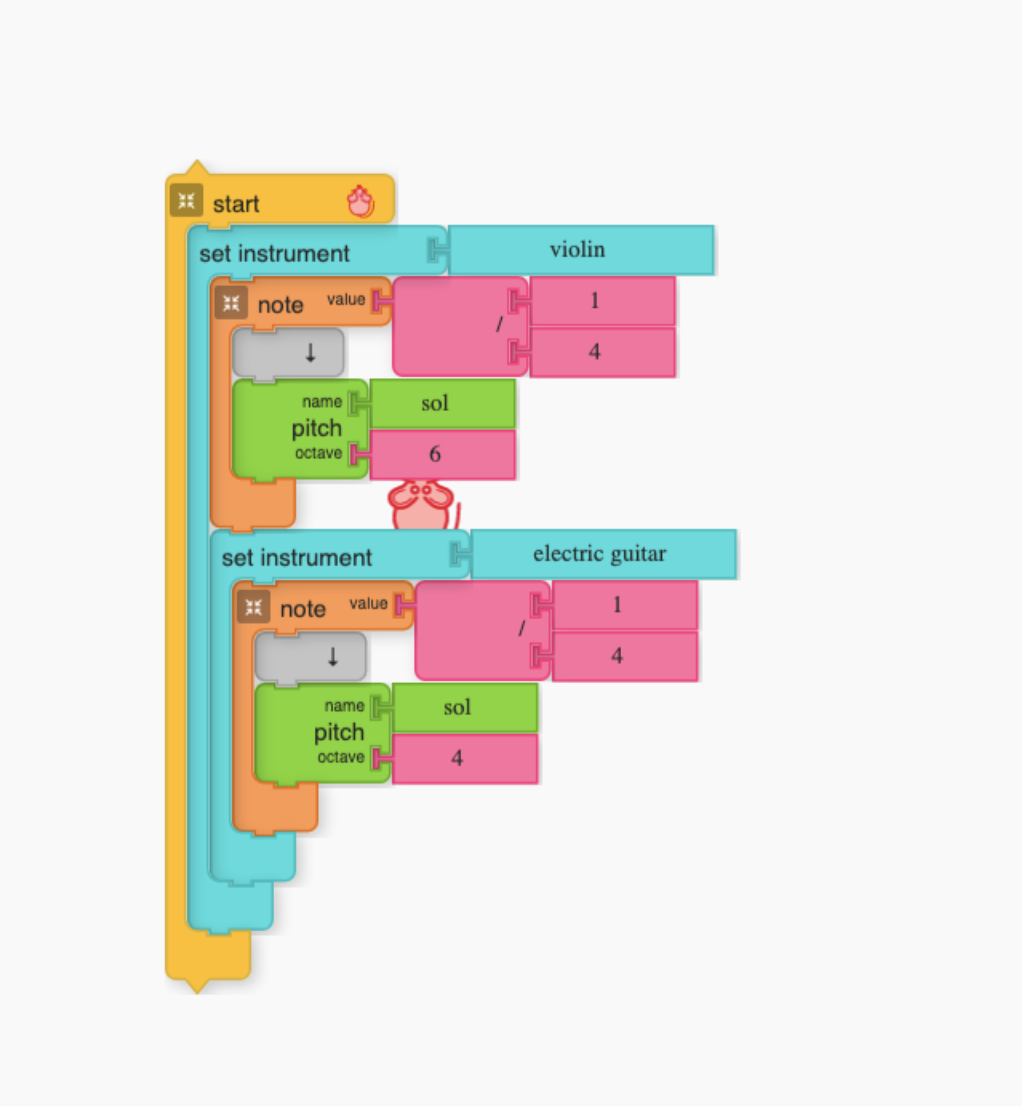 start
set instrument violin
note value / 1
4
↓
name sol
pitch
octave 6
set instrument electric guitar
note value / 1
4
↓
name sol
pitch
octave 4